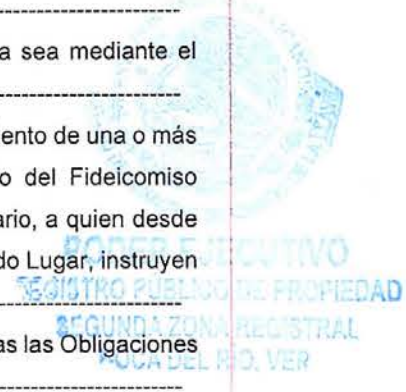 a sea mediante el
ento de una o más
o del Fideicomiso
ario, a quien desde
do Lugar, instruyen
PODER EJECUTIVO
REGISTRO PUBLICO DE PROPIEDAD
SEGUNDA ZONA REGISTRAL
as las Obligaciones
POCA DEL RIO, VER